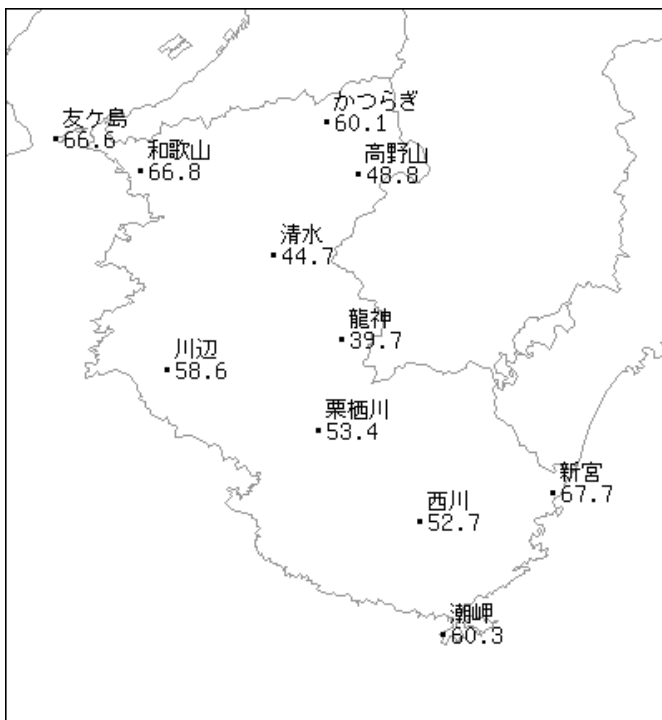 かつらぎ
60.1
友ケ島
66.6
和歌山
66.8
高野山
48.8
清水
44.7
龍神
39.7
川辺
58.6
栗栖川
53.4
新宮
67.7
西川
52.7
潮岬
60.3